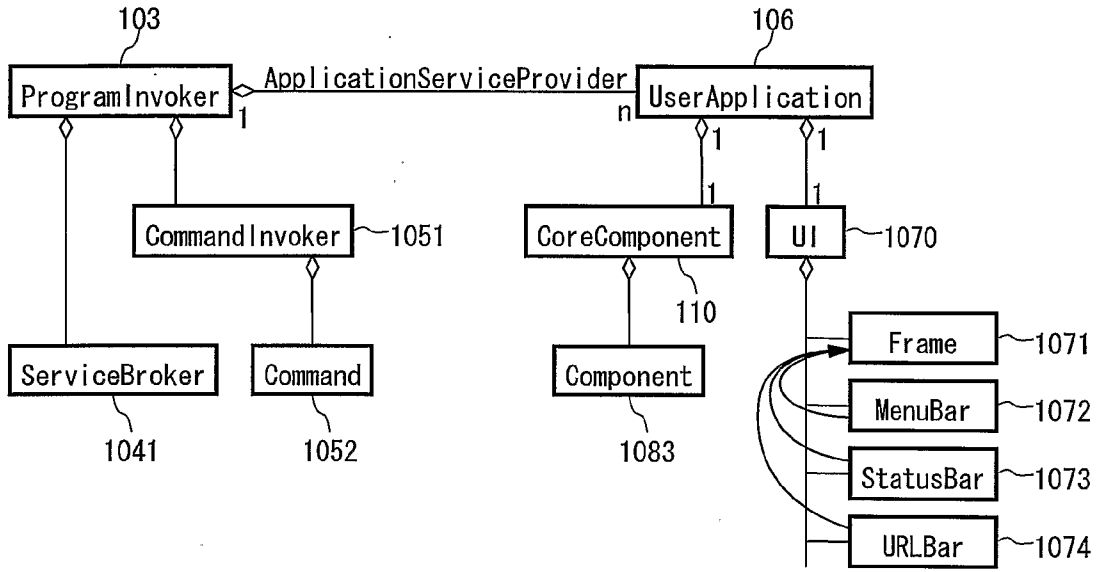 103
106
ProgramInvoker
ApplicationServiceProvider
UserApplication
1
n
1
1
1
1
CommandInvoker
1051
CoreComponent
UI
1070
110
ServiceBroker
Command
Component
Frame
1071
MenuBar
1072
1041
1052
1083
StatusBar
1073
URLBar
1074